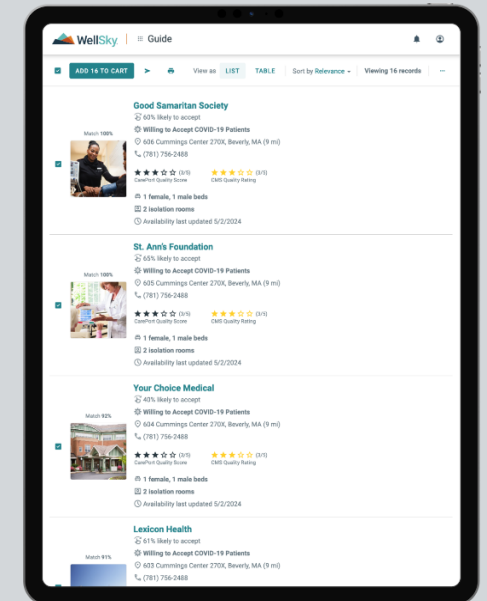 WellSky Guide
ADD 16 TO CART View as LIST TABLE Sort by Relevance Viewing 16 records
Good Samaritan Society
60% likely to accept
Match 100%
Willing to Accept COVID-19 Patients
606 Cummings Center 270X, Beverly, MA (9 mi)
(781) 756-2488
(3/5) (3/5)
CarePort Quality Score CMS Quality Rating
1 female, 1 male beds
2 isolation rooms
Availability last updated 5/2/2024
St. Ann's Foundation
65% likely to accept
Match 100%
Willing to Accept COVID-19 Patients
605 Cummings Center 270X, Beverly, MA (9 mi)
(781) 756-2488
(3/5) (3/5)
CarePort Quality Score CMS Quality Rating
1 female, 1 male beds
2 isolation rooms
Availability last updated 5/2/2024
Your Choice Medical
40% likely to accept
Match 92%
Willing to Accept COVID-19 Patients
604 Cummings Center 270X, Beverly, MA (9 mi)
(781) 756-2488
(3/5) (3/5)
CarePort Quality Score CMS Quality Rating
1 female, 1 male beds
2 isolation rooms
Availability last updated 5/2/2024
Lexicon Health
61% likely to accept
Match 91%
Willing to Accept COVID-19 Patients
603 Cummings Center 270X, Beverly, MA (9 mi)
(781) 756-2488